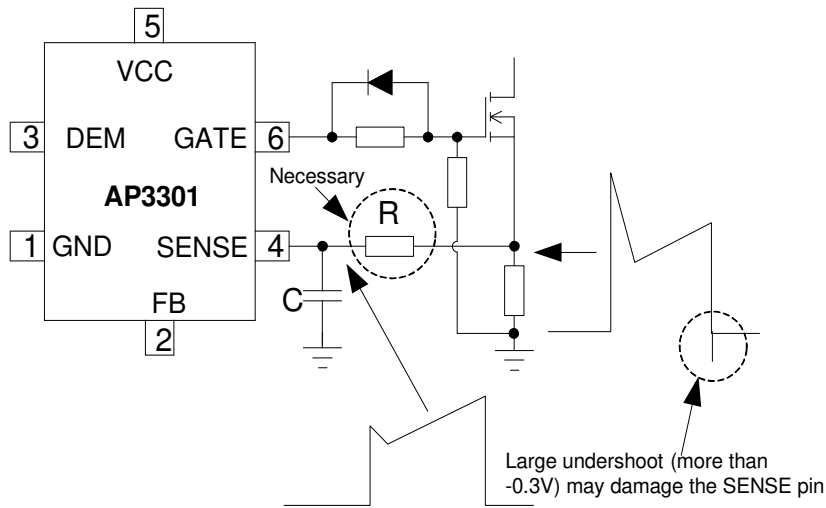 5
VCC
3 DEM GATE 6
Necessary
AP3301
R
1 GND SENSE 4
C
FB
2
Large undershoot (more than
-0.3V) may damage the SENSE pin